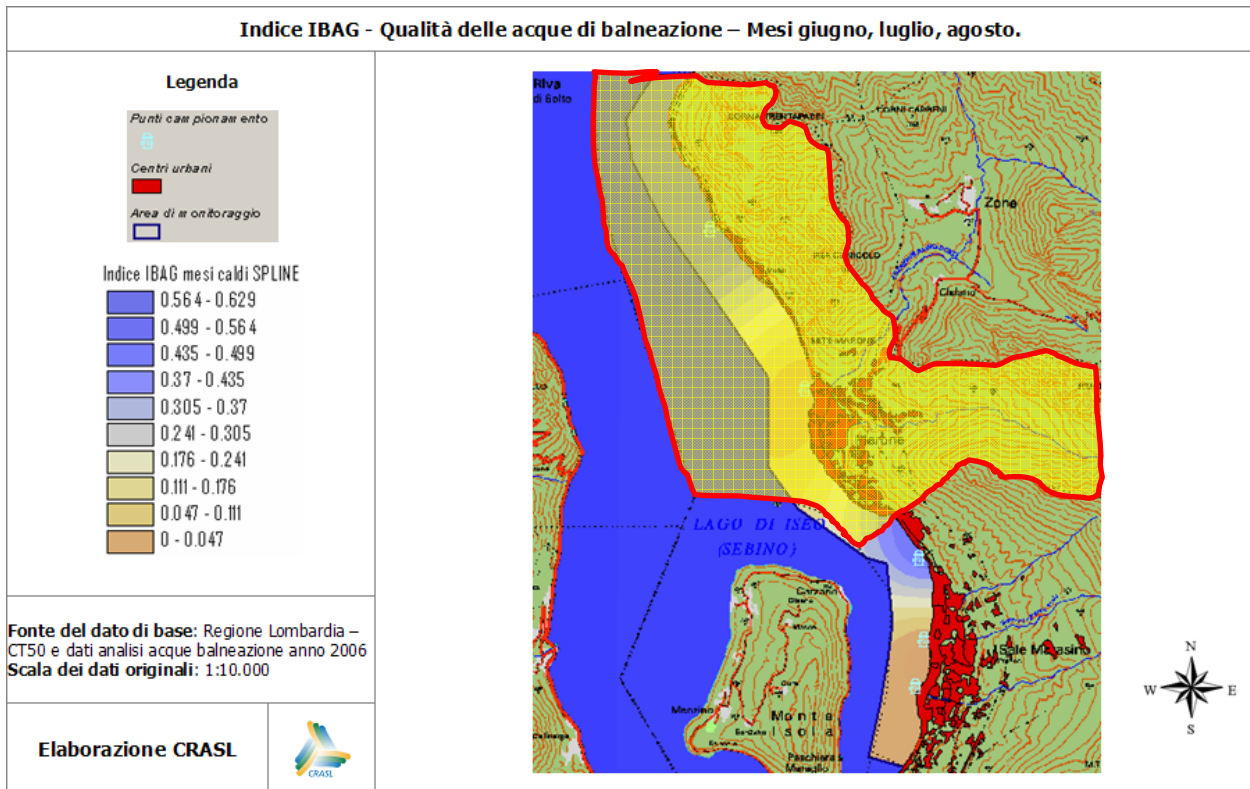 Indice IBAG - Qualità delle acque di balneazione – Mesi giugno, luglio, agosto.
Legenda
Punti campionamento
Centri urbani
Area di monitoraggio
Indice IBAG mesi caldi SPLINE
0.564 - 0.629
0.499 - 0.564
0.435 - 0.499
0.37 - 0.435
0.305 - 0.37
0.241 - 0.305
0.176 - 0.241
0.111 - 0.176
0.047 - 0.111
0 - 0.047
Fonte del dato di base: Regione Lombardia –
CT50 e dati analisi acque balneazione anno 2006
Scala dei dati originali: 1:10.000
Elaborazione CRASL
CRASL
Riva
di Solto
Zone
LAGO DI ISEO
(SEBINO)
Carzano
Menzino
Monte
Isola
Sale Marasino
N
W
E
S